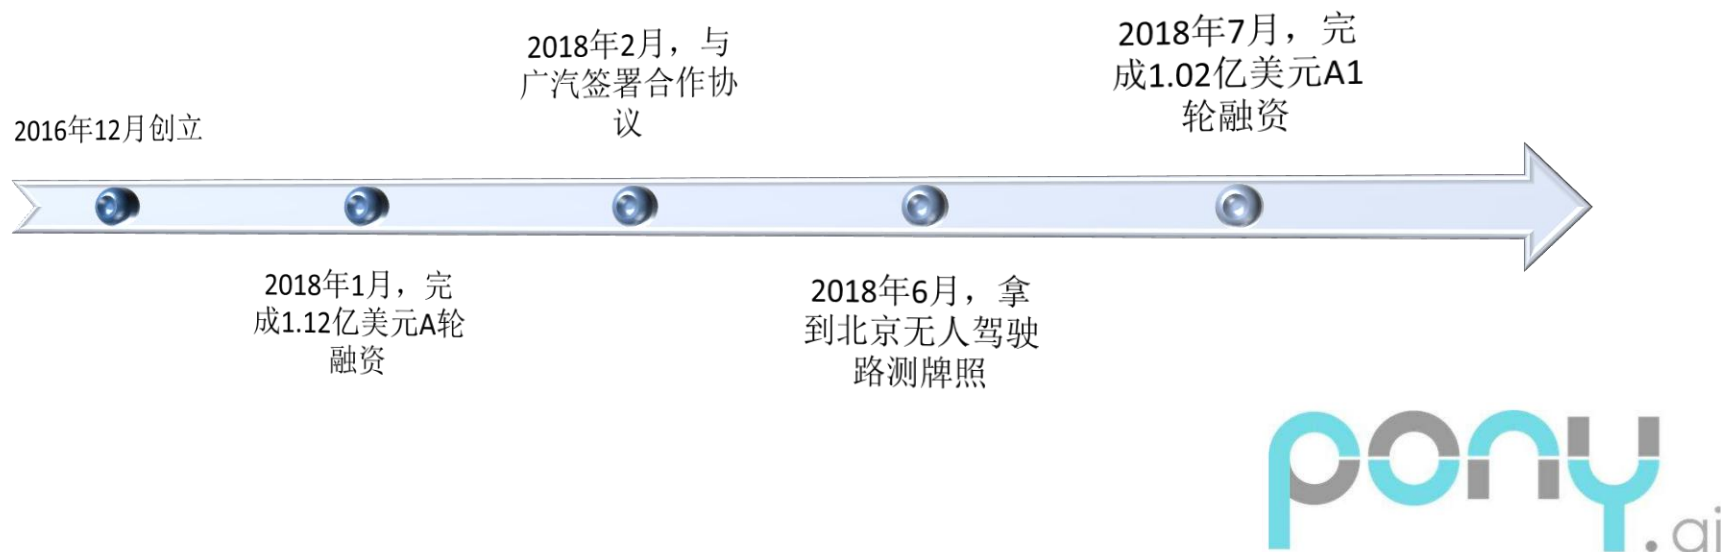 2016年12月创立
2018年1月，完
成1.12亿美元A轮
融资
2018年2月，与
广汽签署合作协
议
2018年6月，拿
到北京无人驾驶
路测牌照
2018年7月，完
成1.02亿美元A1
轮融资
pony.ai